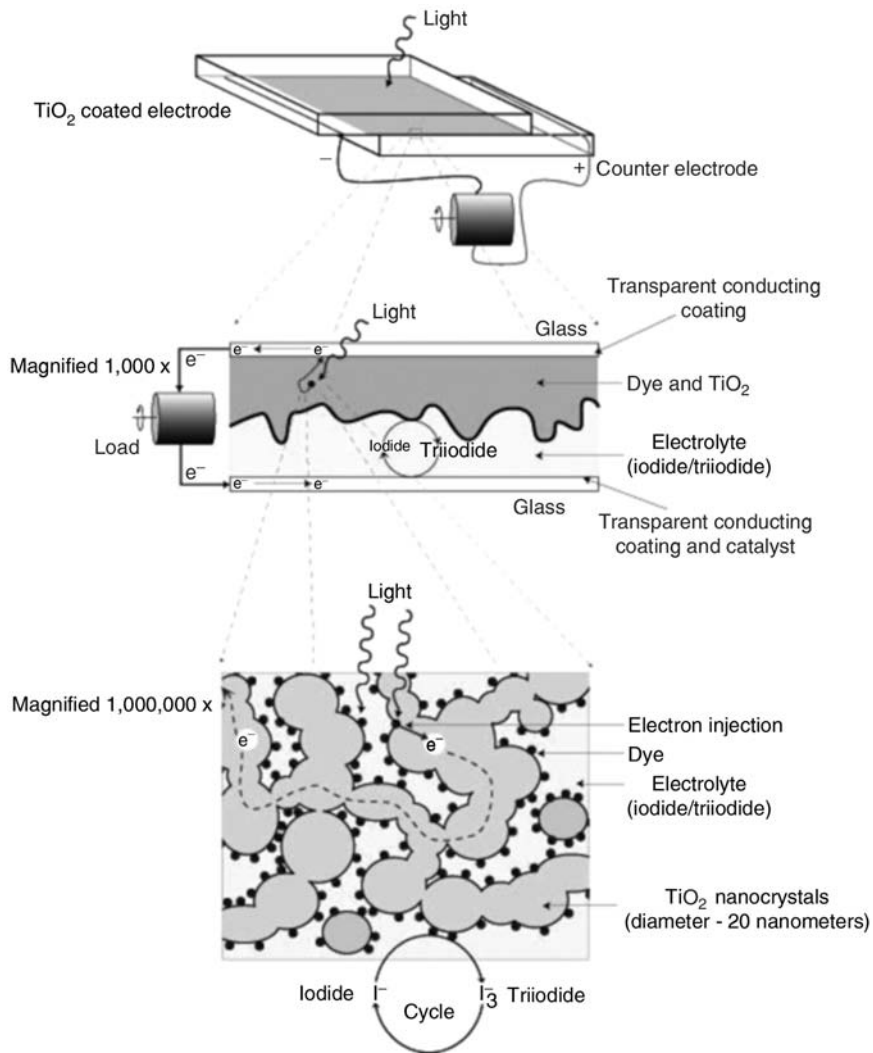 Light
TiO₂ coated electrode
−
+
Counter electrode
Transparent conducting
coating
Light
Glass
e⁻
e⁻
Magnified 1,000 x
e⁻
Dye and TiO₂
Load
Iodide
Triiodide
Electrolyte
(iodide/triiodide)
e⁻
e⁻
e⁻
Glass
Transparent conducting
coating and catalyst
Light
Magnified 1,000,000 x
Electron injection
e⁻
e⁻
Dye
Electrolyte
(iodide/triiodide)
TiO₂ nanocrystals
(diameter - 20 nanometers)
Iodide I⁻
I₃⁻ Triiodide
Cycle